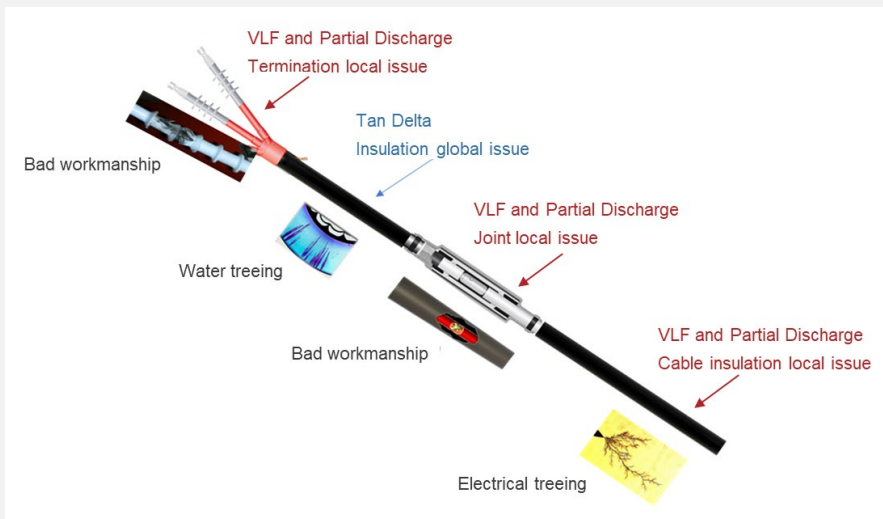 VLF and Partial Discharge
Termination local issue
Tan Delta
Insulation global issue
Bad workmanship
VLF and Partial Discharge
Joint local issue
Water treeing
Bad workmanship
VLF and Partial Discharge
Cable insulation local issue
Electrical treeing